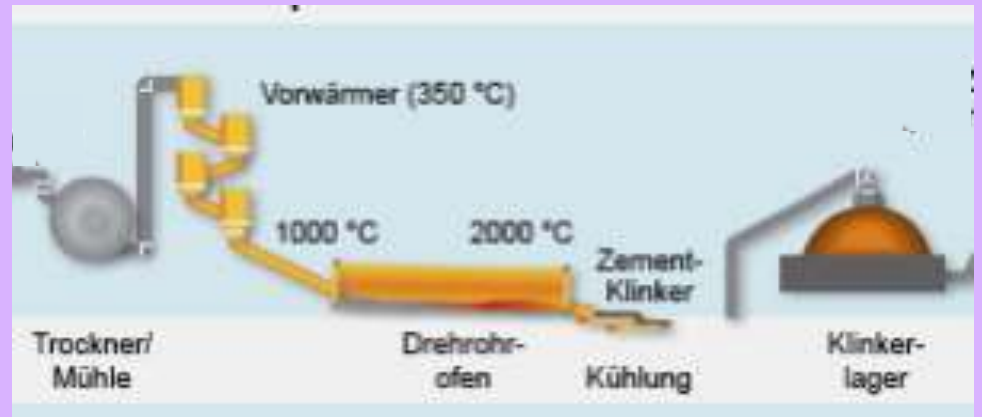 Vorwärmer (350 °C)
1000 °C
2000 °C
Zement-
Klinker
Trockner/
Mühle
Drehrohr-
ofen
Kühlung
Klinker-
lager